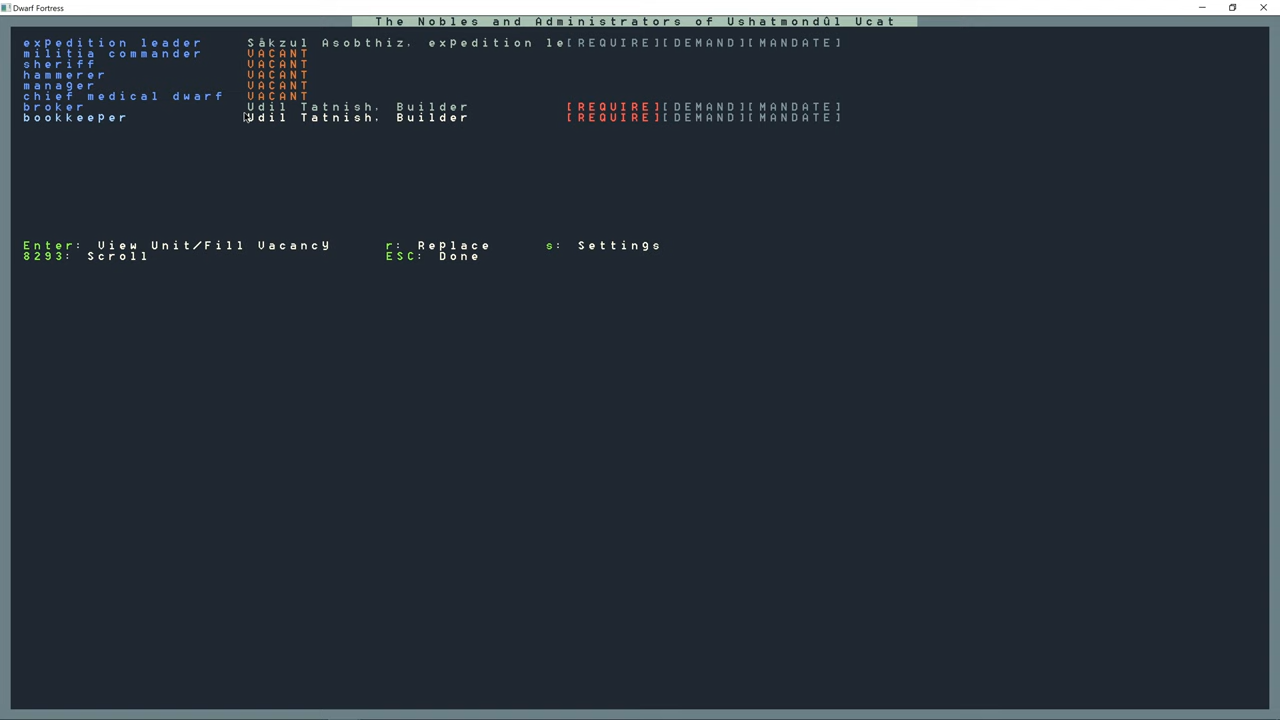 Dwarf Fortress
The Nobles and Administrators of Ushatmondûl Ucat
expedition leader Såkzul Asobthiz, expedition le[REQUIRE][DEMAND][MANDATE]
militia commander VACANT
sheriff VACANT
hammerer VACANT
manager VACANT
chief medical dwarf VACANT
broker Udil Tatnish, Builder [REQUIRE][DEMAND][MANDATE]
bookkeeper Udil Tatnish, Builder [REQUIRE][DEMAND][MANDATE]
Enter: View Unit/Fill Vacancy r: Replace s: Settings
8293: Scroll ESC: Done